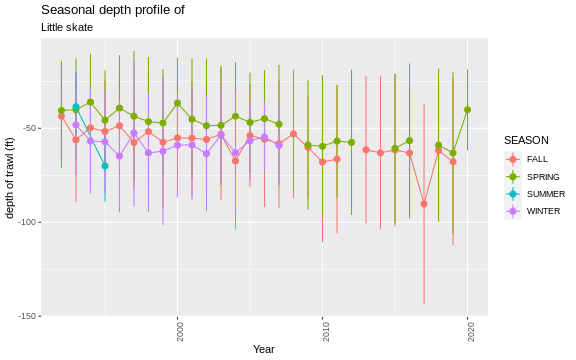 Seasonal depth profile of
Little skate
depth of trawl (ft)
-50
-100
-150
2000
2010
2020
Year
SEASON
FALL
SPRING
SUMMER
WINTER